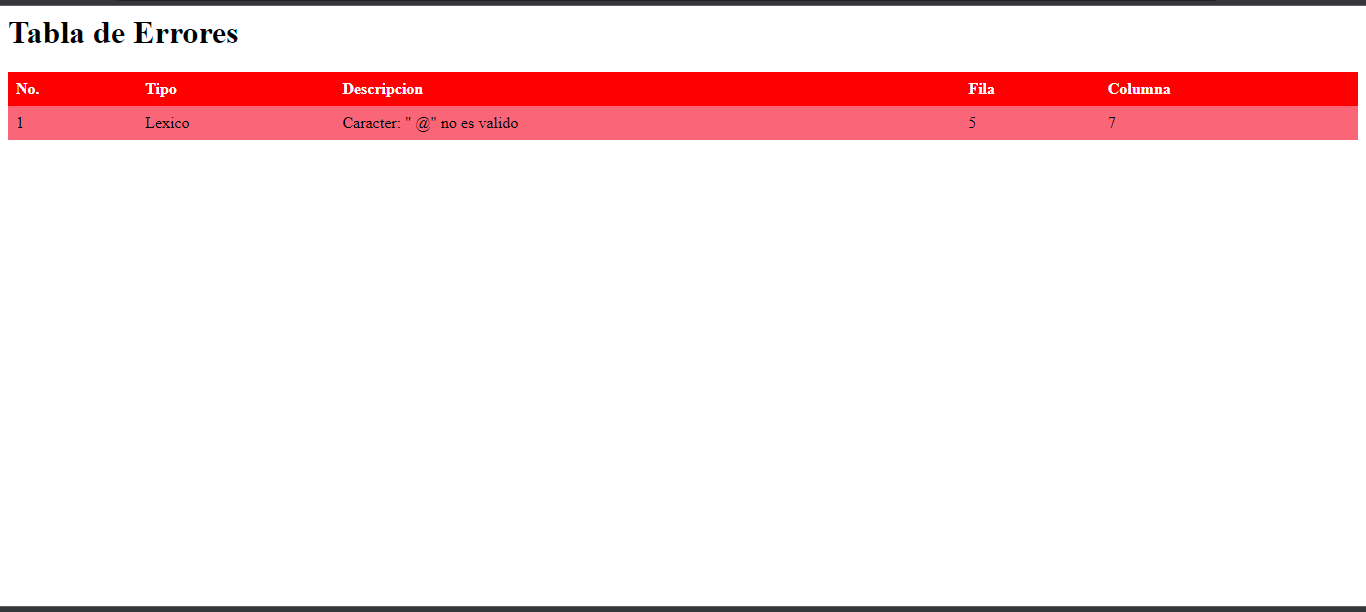 Tabla de Errores
No. Tipo Descripcion Fila Columna
1 Lexico Caracter: " @" no es valido 5 7